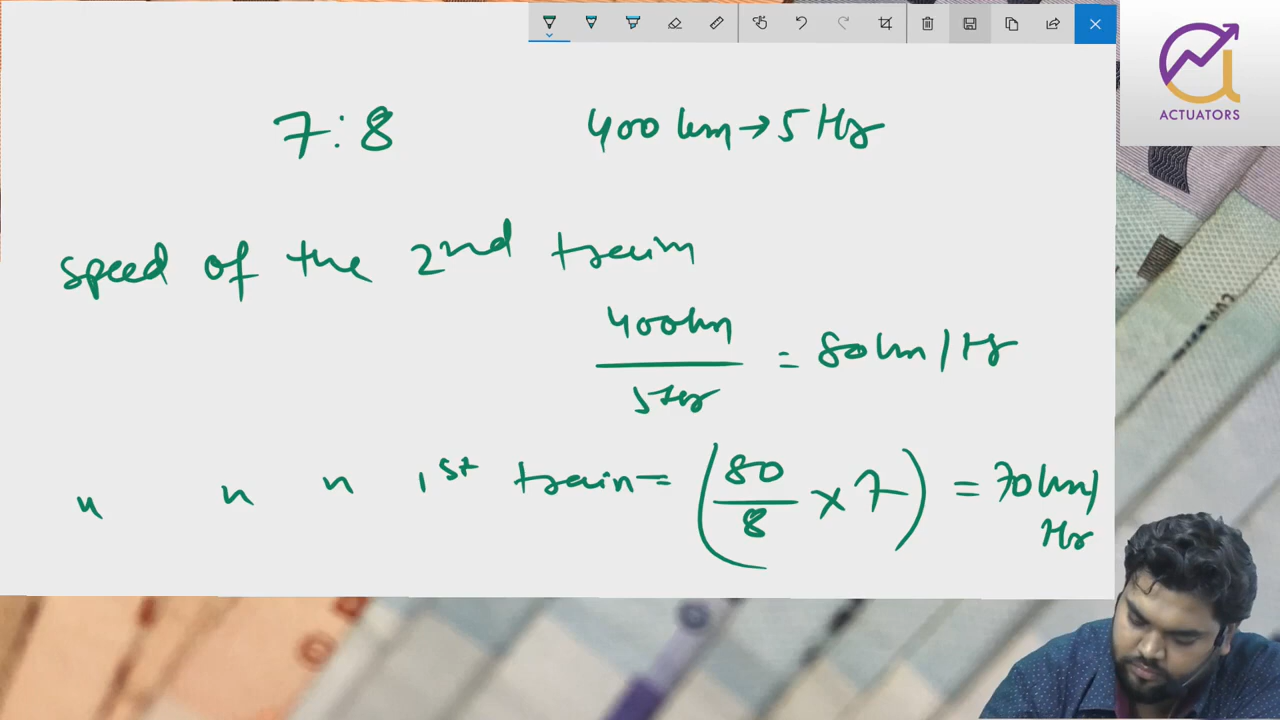 7:8 400 km → 5 Hr
speed of the 2nd train
400km / 5Hr = 80km/Hr
" " " 1st train = (80/8 × 7) = 70km/Hr
ACTUATORS